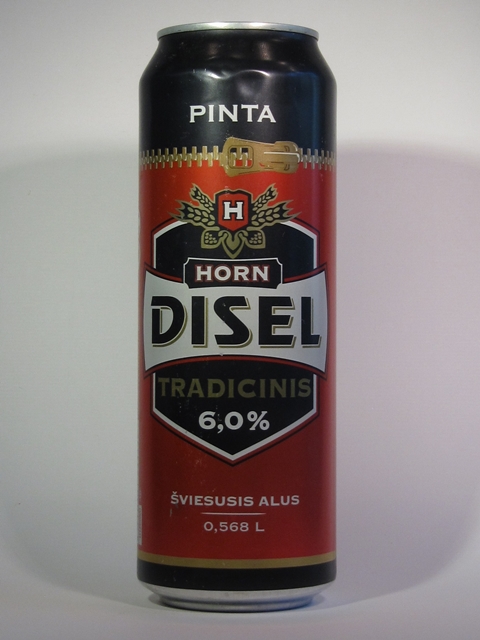 PINTA
H
HORN
DISEL
TRADICINIS
6,0%
ŠVIESUSIS ALUS
0,568 L